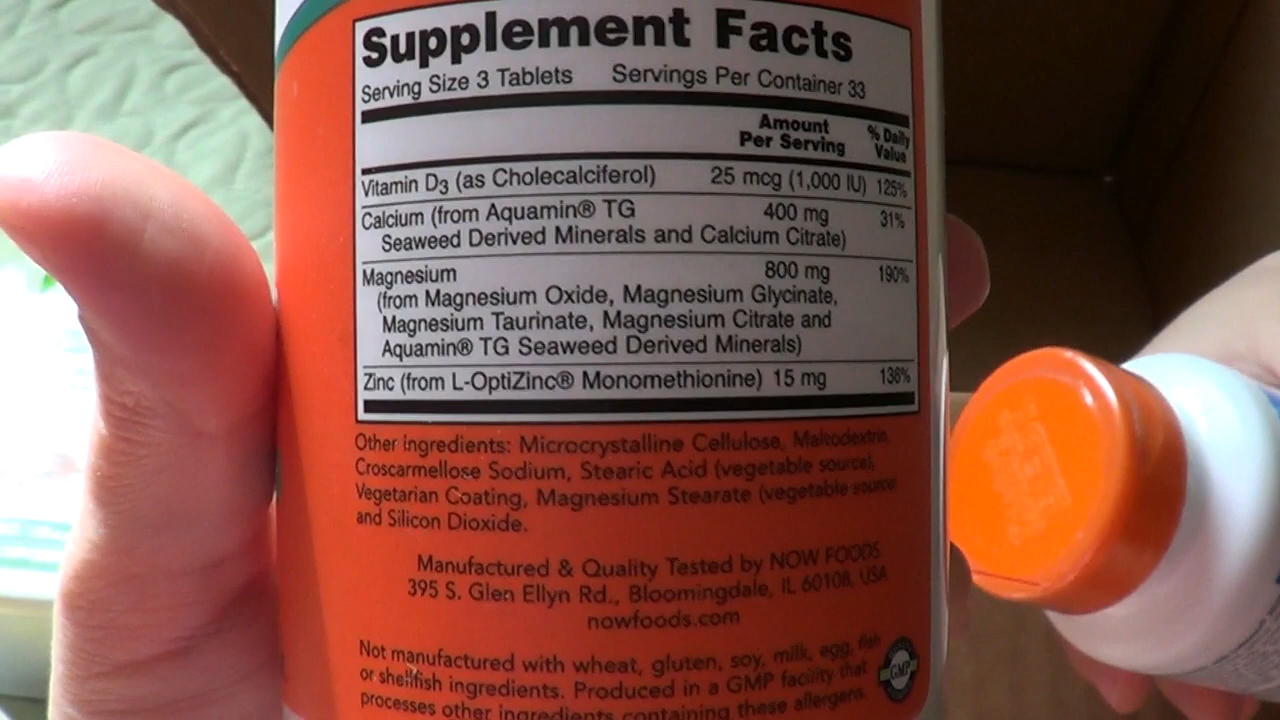 Supplement Facts
Serving Size 3 Tablets Servings Per Container 33
Amount Per Serving % Daily Value
Vitamin D3 (as Cholecalciferol) 25 mcg (1,000 IU) 125%
Calcium (from Aquamin® TG 400 mg 31%
Seaweed Derived Minerals and Calcium Citrate)
Magnesium 800 mg 190%
(from Magnesium Oxide, Magnesium Glycinate,
Magnesium Taurinate, Magnesium Citrate and
Aquamin® TG Seaweed Derived Minerals)
Zinc (from L-OptiZinc® Monomethionine) 15 mg 136%
Other ingredients: Microcrystalline Cellulose, Maltodextrin,
Croscarmellose Sodium, Stearic Acid (vegetable source),
Vegetarian Coating, Magnesium Stearate (vegetable source)
and Silicon Dioxide.
Manufactured & Quality Tested by NOW FOODS
395 S. Glen Ellyn Rd., Bloomingdale, IL 60108, USA
nowfoods.com
Not manufactured with wheat, gluten, soy, milk, egg, fish
or shellfish ingredients. Produced in a GMP facility that
processes other ingredients containing these allergens.
GMP